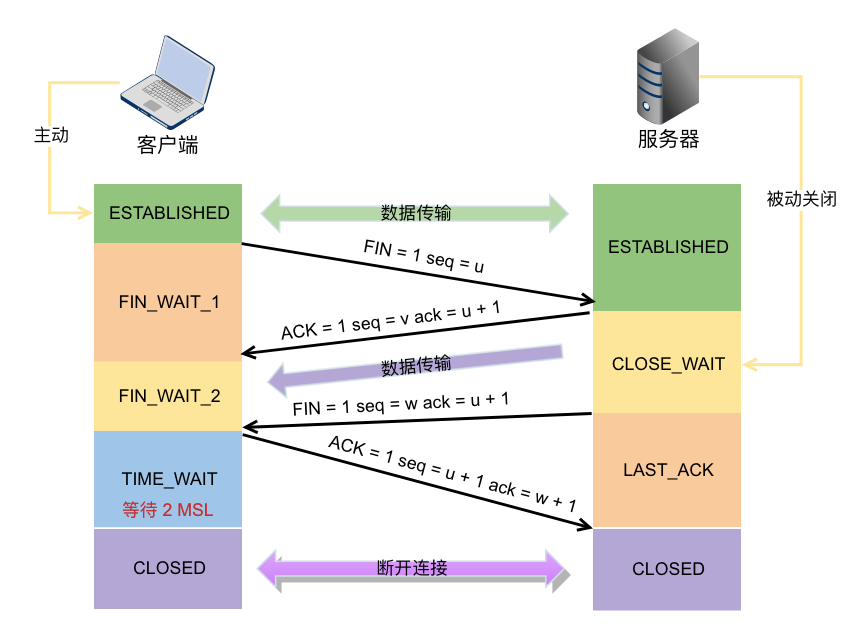 客户端
服务器
主动
被动关闭
ESTABLISHED
数据传输
ESTABLISHED
FIN = 1 seq = u
FIN_WAIT_1
ACK = 1 seq = v ack = u + 1
数据传输
CLOSE_WAIT
FIN_WAIT_2
FIN = 1 seq = w ack = u + 1
ACK = 1 seq = u + 1 ack = w + 1
LAST_ACK
TIME_WAIT
等待 2 MSL
CLOSED
断开连接
CLOSED